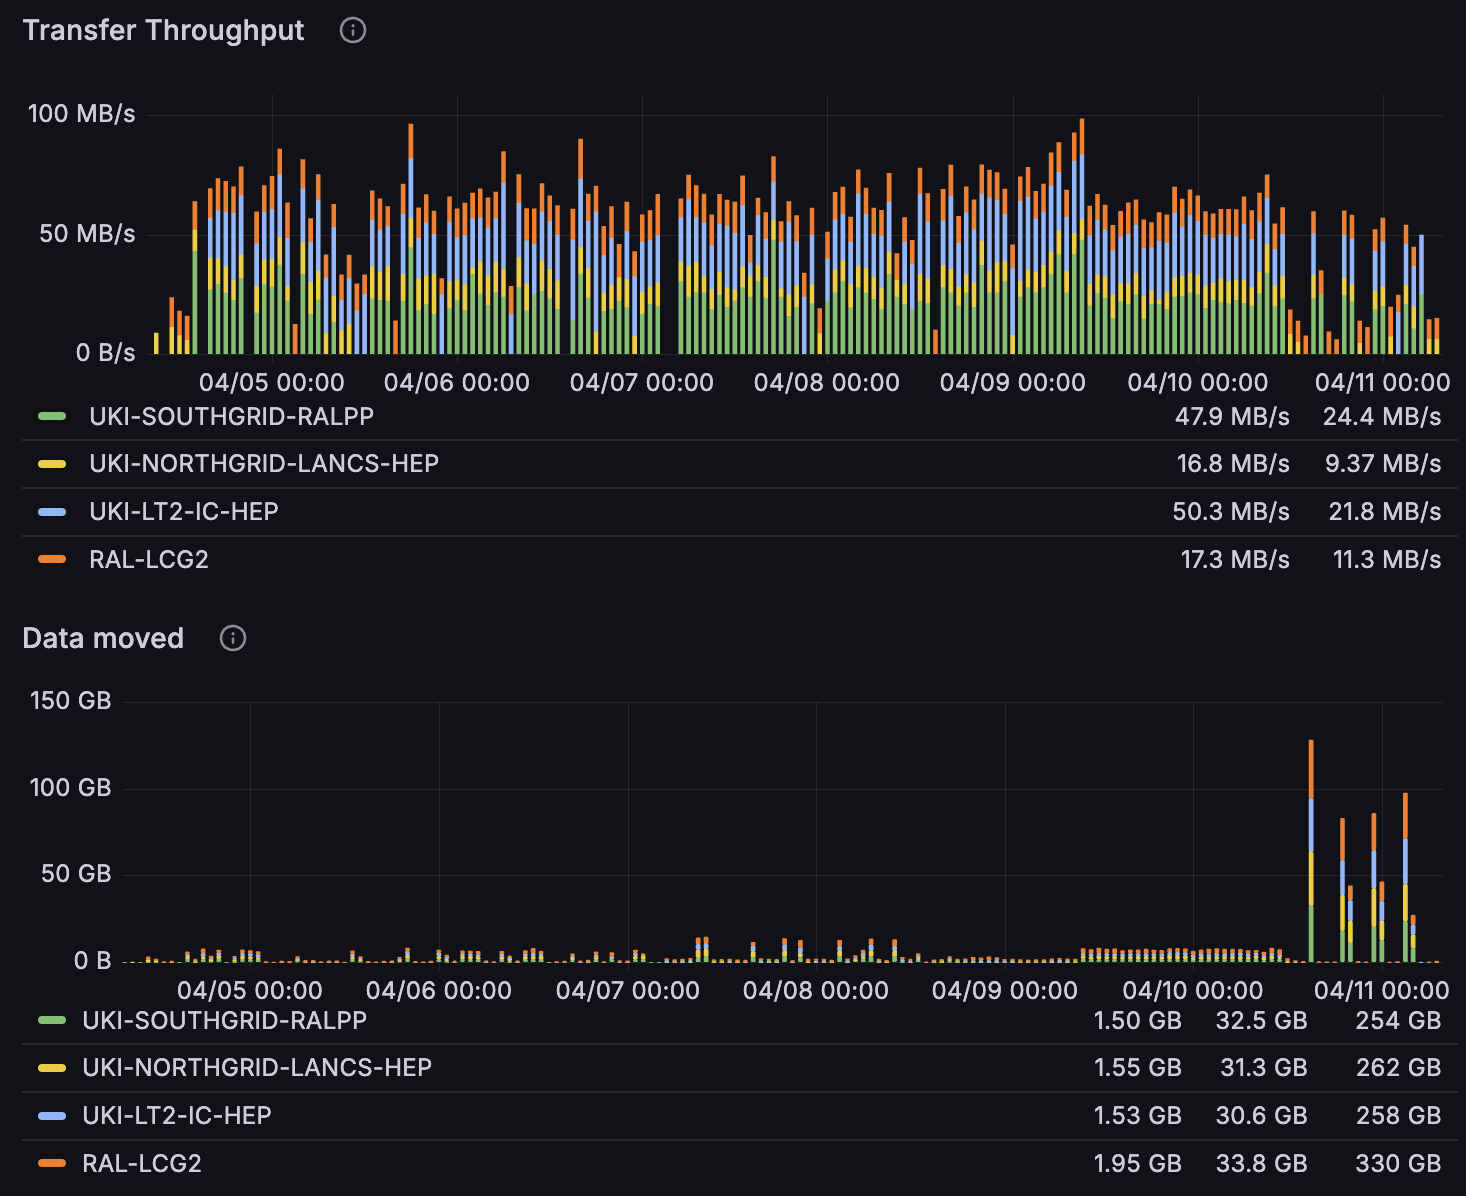 Transfer Throughput
100 MB/s
50 MB/s
0 B/s
04/05 00:00 04/06 00:00 04/07 00:00 04/08 00:00 04/09 00:00 04/10 00:00 04/11 00:00
UKI-SOUTHGRID-RALPP 47.9 MB/s 24.4 MB/s
UKI-NORTHGRID-LANCS-HEP 16.8 MB/s 9.37 MB/s
UKI-LT2-IC-HEP 50.3 MB/s 21.8 MB/s
RAL-LCG2 17.3 MB/s 11.3 MB/s
Data moved
150 GB
100 GB
50 GB
0 B
04/05 00:00 04/06 00:00 04/07 00:00 04/08 00:00 04/09 00:00 04/10 00:00 04/11 00:00
UKI-SOUTHGRID-RALPP 1.50 GB 32.5 GB 254 GB
UKI-NORTHGRID-LANCS-HEP 1.55 GB 31.3 GB 262 GB
UKI-LT2-IC-HEP 1.53 GB 30.6 GB 258 GB
RAL-LCG2 1.95 GB 33.8 GB 330 GB